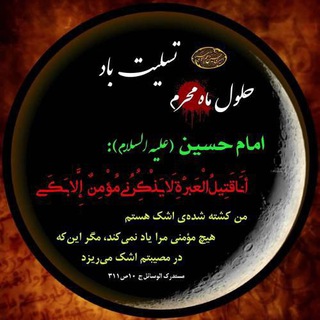 حلول ماه محرم تسلیت باد
امام حسین (علیه السلام):
أَنَا قَتِيلُ الْعَبْرَةِ لَا يَذْكُرُنِي مُؤْمِنٌ إِلَّا بَكَى
من کشته شده‌ی اشک هستم
هیچ مؤمنی مرا یاد نمی‌کند، مگر این‌که
در مصیبتم اشک می‌ریزد
مستدرک الوسائل ج ۱۰ ص ۳۱۱